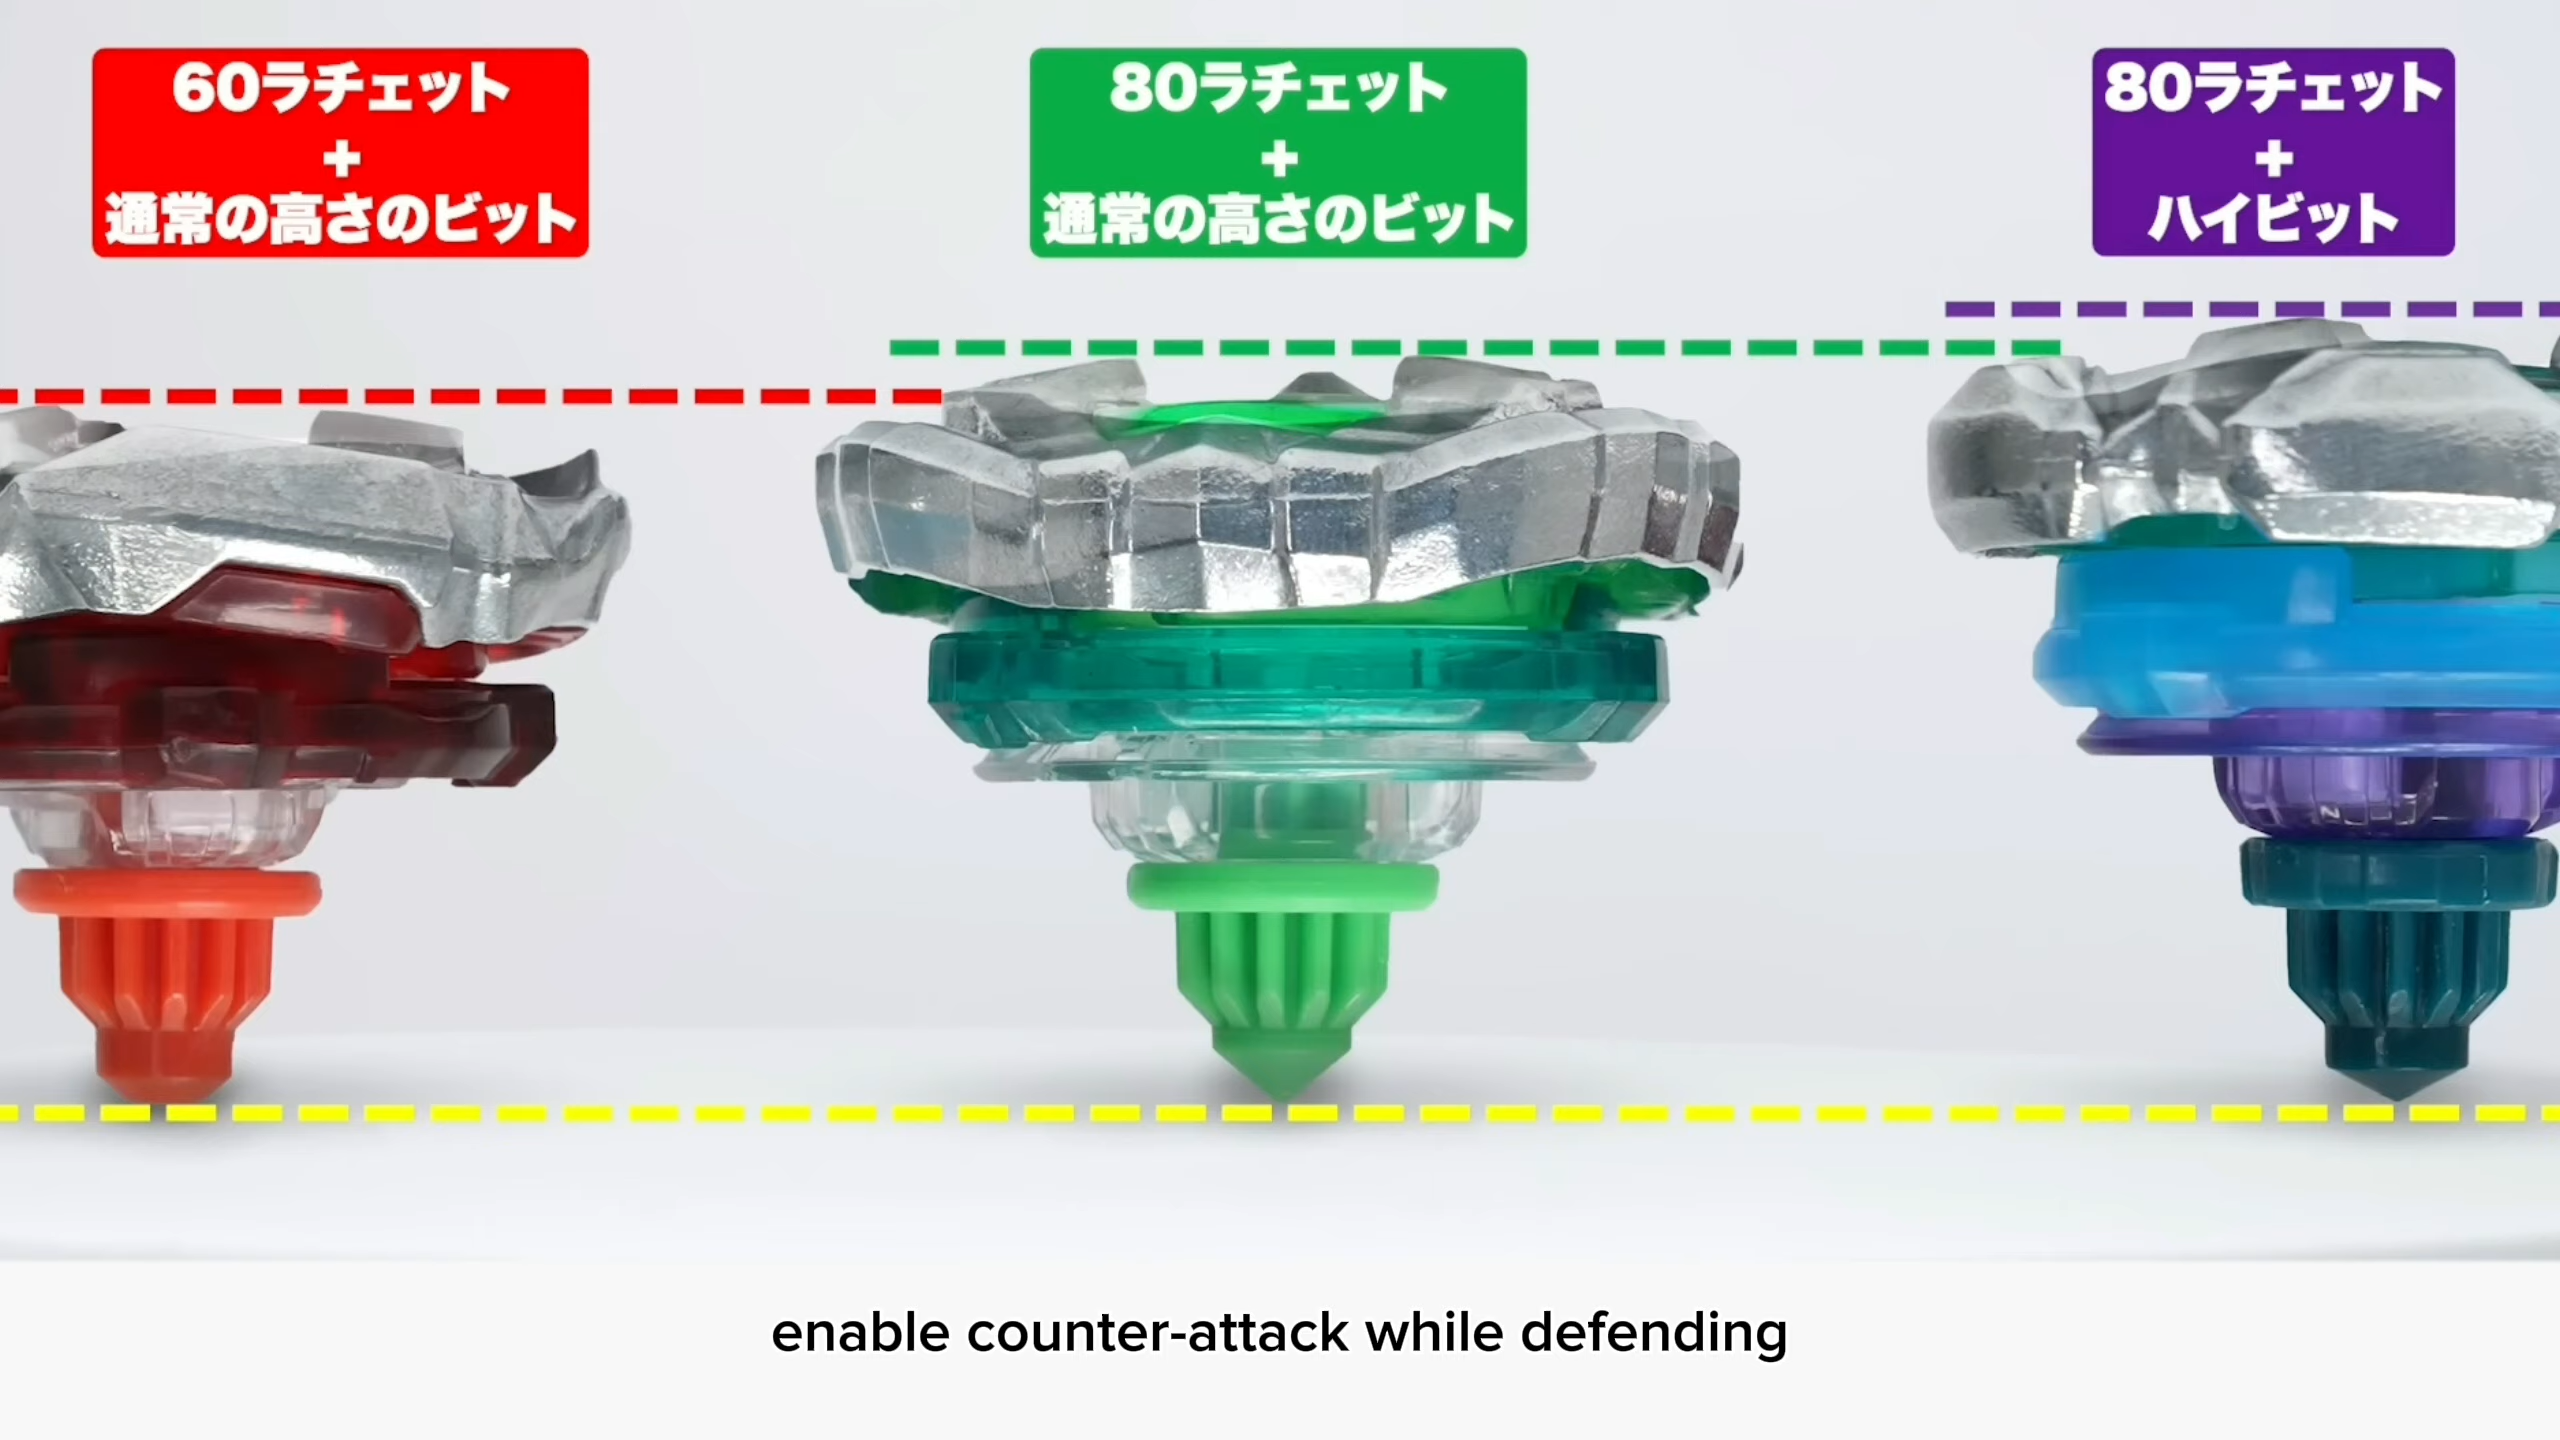 60ラチェット
+
通常の高さのビット
80ラチェット
+
通常の高さのビット
80ラチェット
+
ハイビット
enable counter-attack while defending